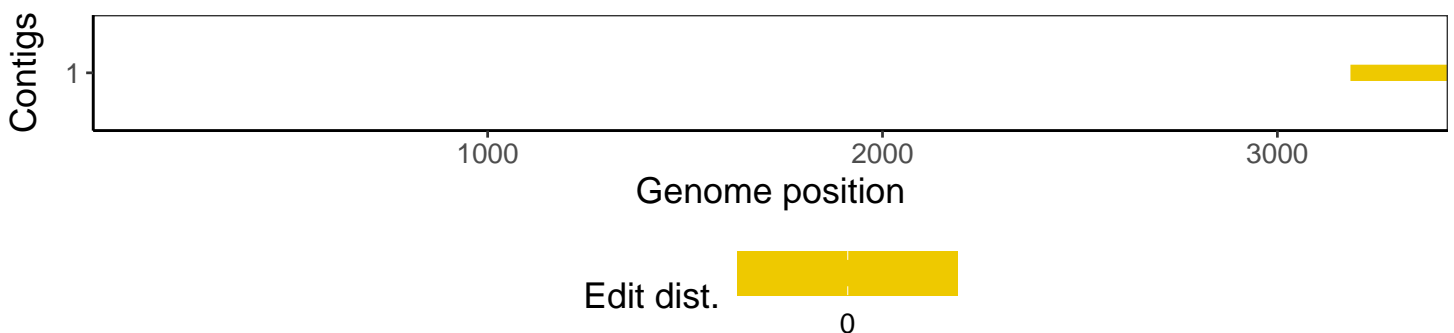 Contigs
1
1000 2000 3000
Genome position
Edit dist.
0